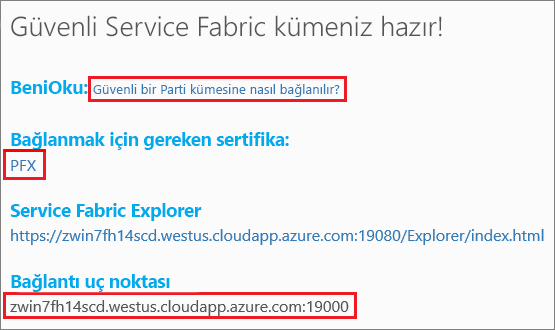 Güvenli Service Fabric kümeniz hazır!
BeniOku: Güvenli bir Parti kümesine nasıl bağlanılır?
Bağlanmak için gereken sertifika:
PFX
Service Fabric Explorer
https://zwin7fh14scd.westus.cloudapp.azure.com:19080/Explorer/index.html
Bağlantı uç noktası
zwin7fh14scd.westus.cloudapp.azure.com:19000